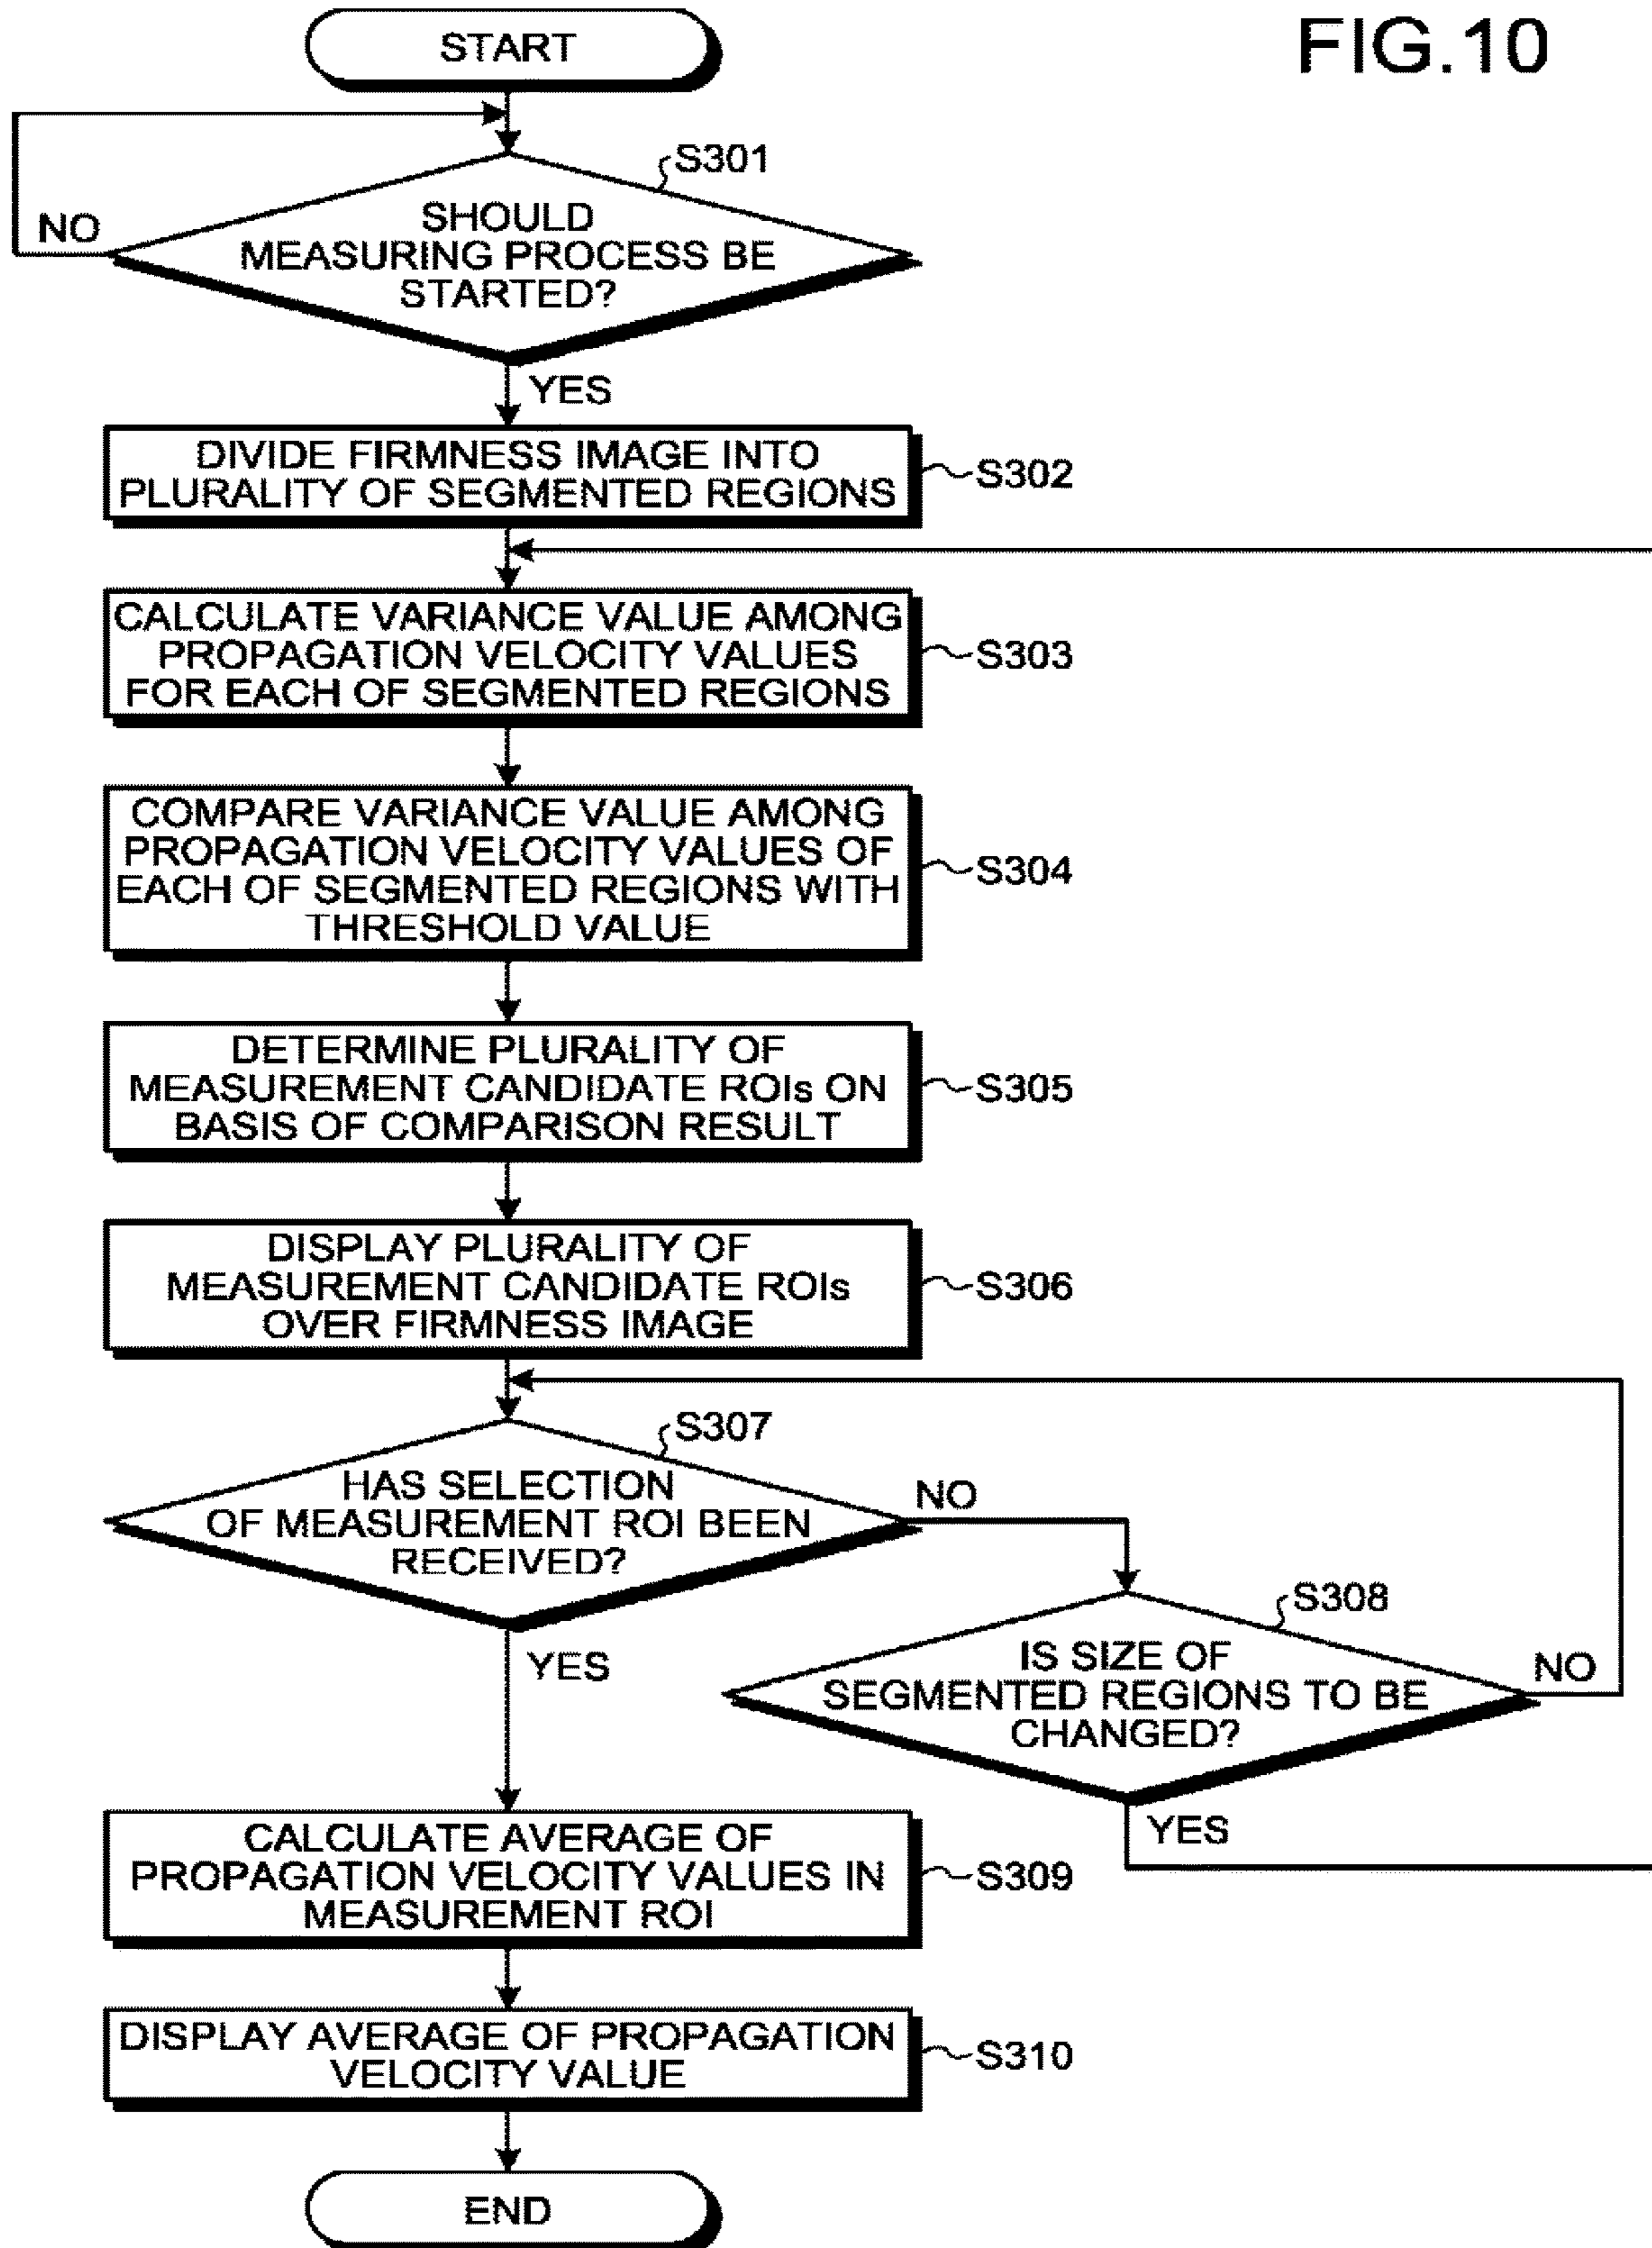 FIG.10
START
S301
NO
SHOULD
MEASURING PROCESS BE
STARTED?
YES
DIVIDE FIRMNESS IMAGE INTO
PLURALITY OF SEGMENTED REGIONS
S302
CALCULATE VARIANCE VALUE AMONG
PROPAGATION VELOCITY VALUES
FOR EACH OF SEGMENTED REGIONS
S303
COMPARE VARIANCE VALUE AMONG
PROPAGATION VELOCITY VALUES OF
EACH OF SEGMENTED REGIONS WITH
THRESHOLD VALUE
S304
DETERMINE PLURALITY OF
MEASUREMENT CANDIDATE ROIs ON
BASIS OF COMPARISON RESULT
S305
DISPLAY PLURALITY OF
MEASUREMENT CANDIDATE ROIs
OVER FIRMNESS IMAGE
S306
S307
HAS SELECTION
OF MEASUREMENT ROI BEEN
RECEIVED?
NO
YES
S308
IS SIZE OF
SEGMENTED REGIONS TO BE
CHANGED?
NO
YES
CALCULATE AVERAGE OF
PROPAGATION VELOCITY VALUES IN
MEASUREMENT ROI
S309
DISPLAY AVERAGE OF PROPAGATION
VELOCITY VALUE
S310
END